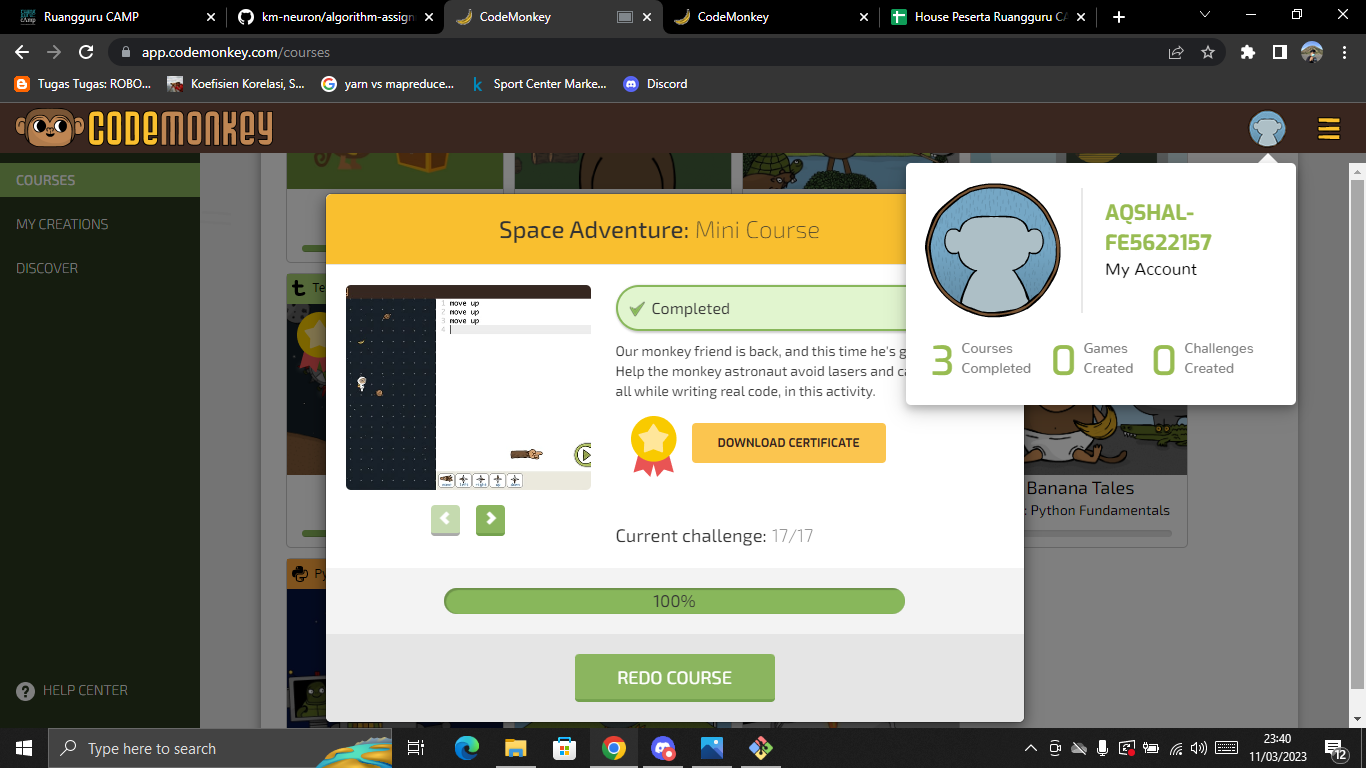 Ruangguru CAMP
km-neuron/algorithm-assign
CodeMonkey
CodeMonkey
House Peserta Ruangguru CA
app.codemonkey.com/courses
Tugas Tugas: ROBO...
Koefisien Korelasi, S...
yarn vs mapreduce...
Sport Center Marke...
Discord
CODEMONKEY
COURSES
MY CREATIONS
DISCOVER
HELP CENTER
Te
Py
Space Adventure: Mini Course
1 move up
2 move up
3 move up
4
Completed
Our monkey friend is back, and this time he's g
Help the monkey astronaut avoid lasers and ca
all while writing real code, in this activity.
DOWNLOAD CERTIFICATE
Current challenge: 17/17
100%
REDO COURSE
AQSHAL-
FE5622157
My Account
3 Courses Completed
0 Games Created
0 Challenges Created
Banana Tales
: Python Fundamentals
Type here to search
23:40
11/03/2023
12